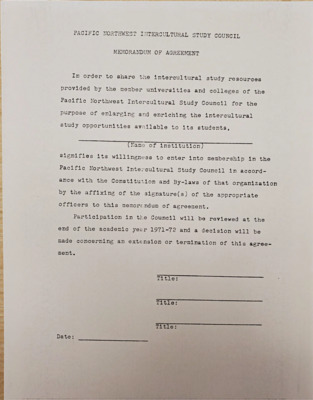 PACIFIC NORTHWEST INTERCULTURAL STUDY COUNCIL
MEMORANDUM OF AGREEMENT
In order to share the intercultural study resources
provided by the member universities and colleges of the
Pacific Northwest Intercultural Study Council for the
purpose of enlarging and enriching the intercultural
study opportunities available to its students,
(Name of institution)
signifies its willingness to enter into membership in the
Pacific Northwest Intercultural Study Council in accord-
ance with the Constitution and By-laws of that organization
by the affixing of the signature(s) of the appropriate
officers to this memorandum of agreement.
Participation in the Council will be reviewed at the
end of the academic year 1971-72 and a decision will be
made concerning an extension or termination of this agree-
ment.
Title:
Title:
Title:
Date: